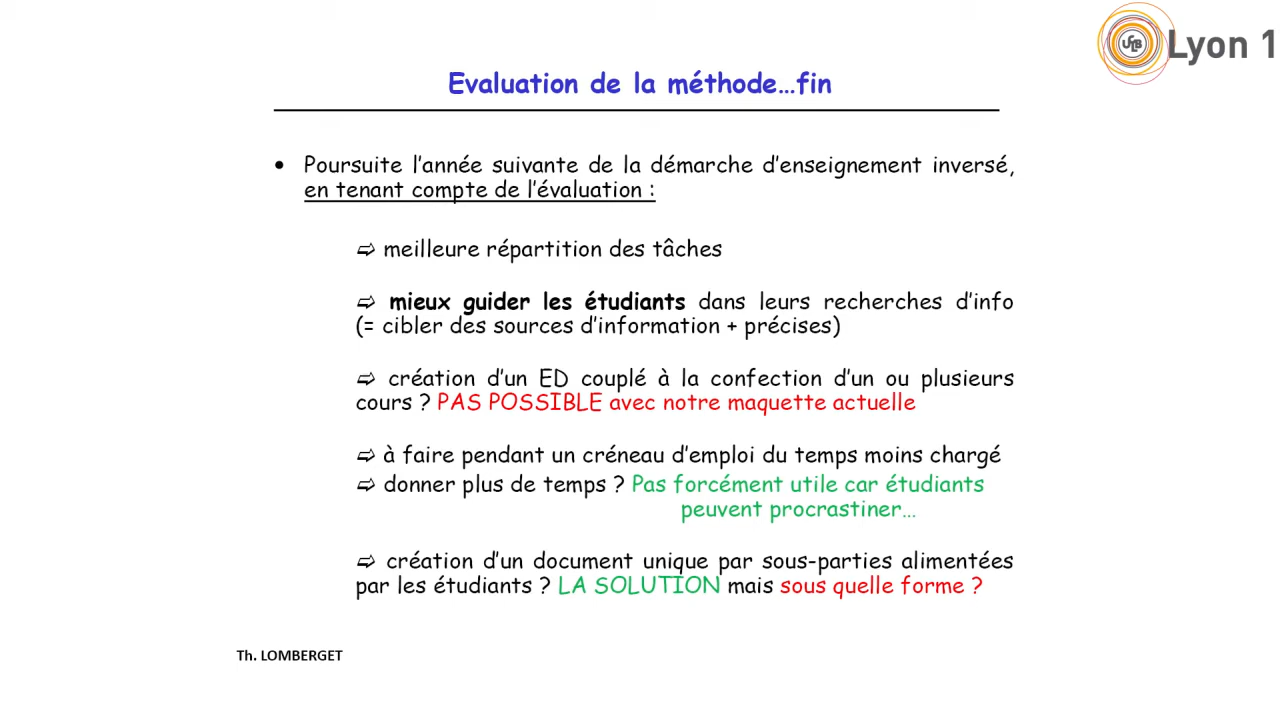 Lyon 1
Evaluation de la méthode…fin
• Poursuite l'année suivante de la démarche d'enseignement inversé,
en tenant compte de l'évaluation :
➯ meilleure répartition des tâches
➯ mieux guider les étudiants dans leurs recherches d'info
(= cibler des sources d'information + précises)
➯ création d'un ED couplé à la confection d'un ou plusieurs
cours ? PAS POSSIBLE avec notre maquette actuelle
➯ à faire pendant un créneau d'emploi du temps moins chargé
➯ donner plus de temps ? Pas forcément utile car étudiants
peuvent procrastiner…
➯ création d'un document unique par sous-parties alimentées
par les étudiants ? LA SOLUTION mais sous quelle forme ?
Th. LOMBERGET